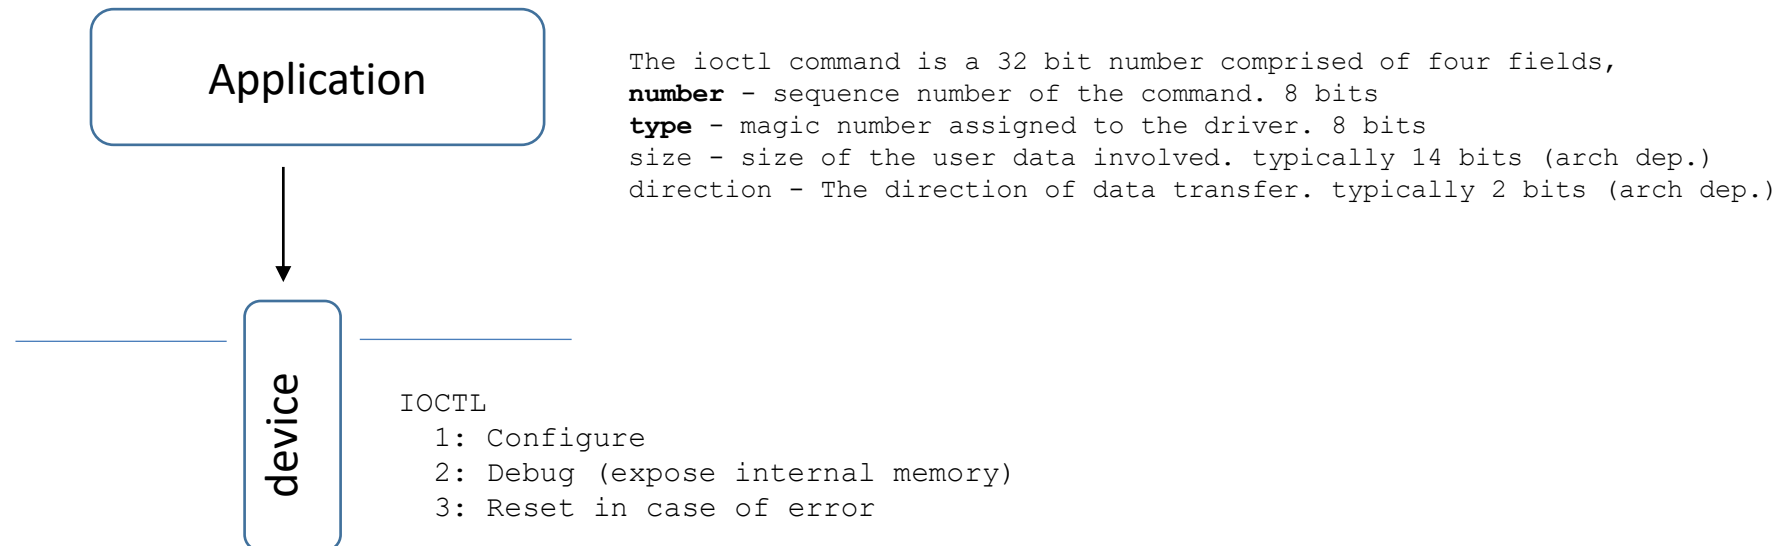 Application
The ioctl command is a 32 bit number comprised of four fields,
number - sequence number of the command. 8 bits
type - magic number assigned to the driver. 8 bits
size - size of the user data involved. typically 14 bits (arch dep.)
direction - The direction of data transfer. typically 2 bits (arch dep.)
device
IOCTL
1: Configure
2: Debug (expose internal memory)
3: Reset in case of error